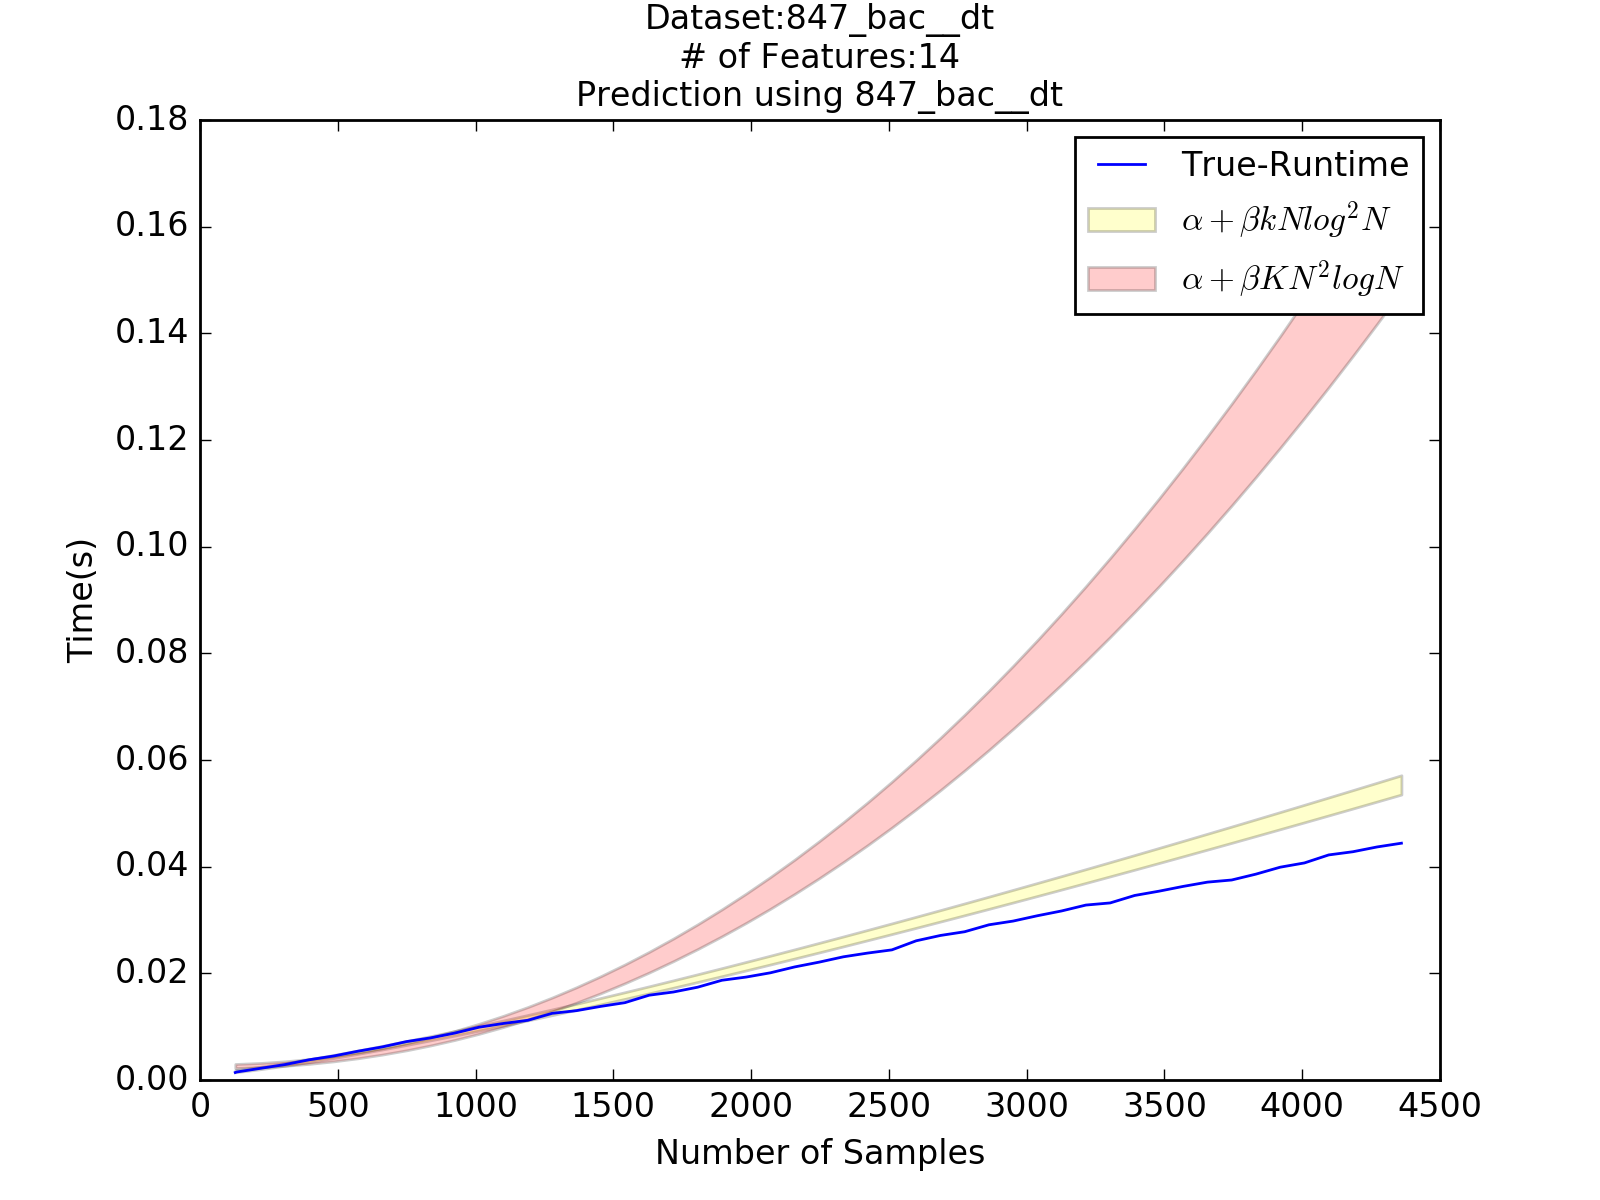 Dataset:847_bac__dt
# of Features:14
Prediction using 847_bac__dt
True-Runtime
α + βkNlog²N
α + βKN²logN
Time(s)
0.18
0.16
0.14
0.12
0.10
0.08
0.06
0.04
0.02
0.00
0 500 1000 1500 2000 2500 3000 3500 4000 4500
Number of Samples